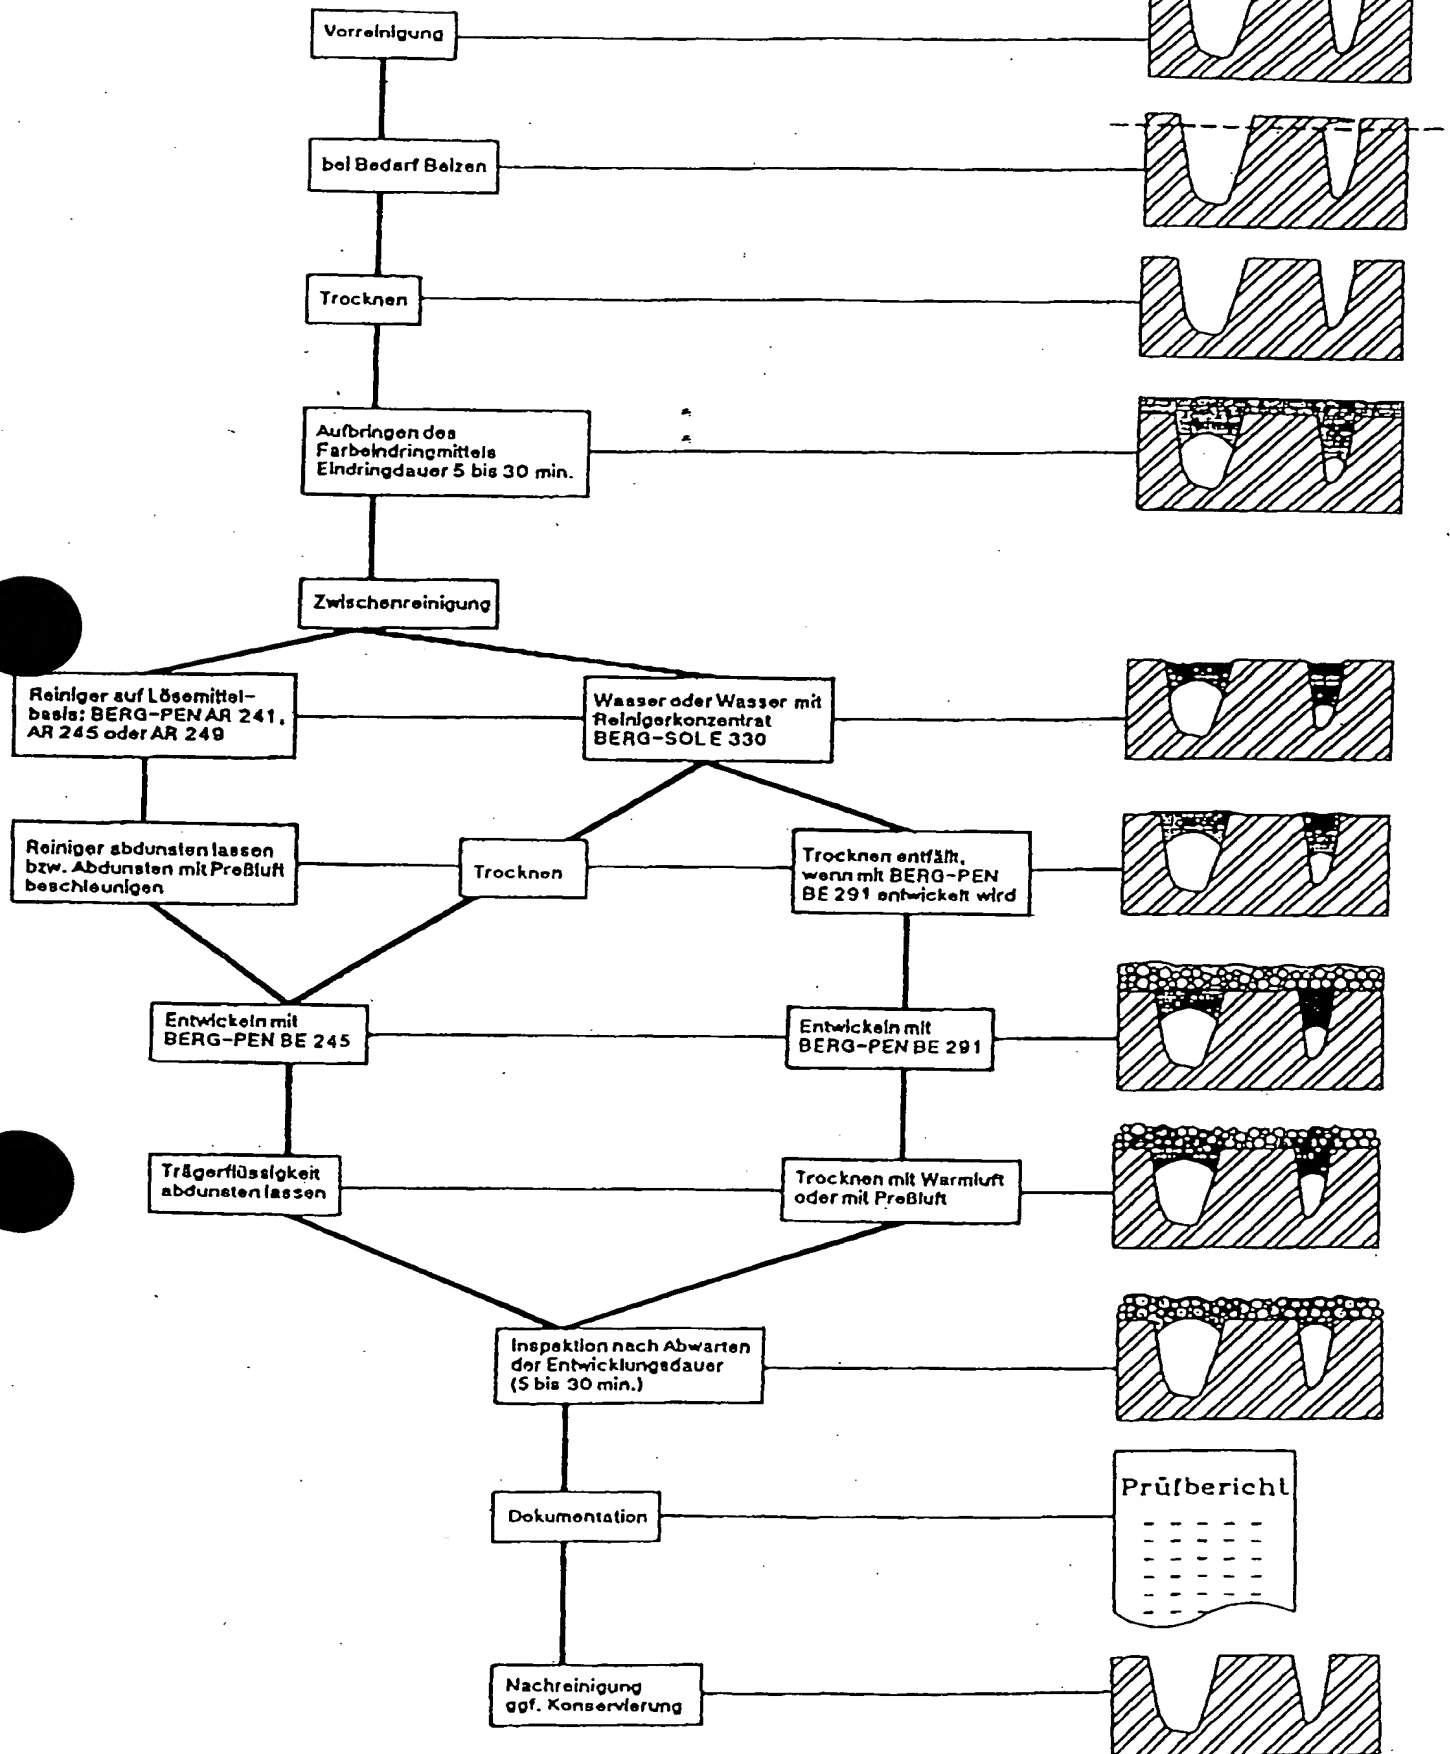 Vorreinigung
bei Bedarf Beizen
Trocknen
Aufbringen des
Farbeindringmittels
Eindringdauer 5 bis 30 min.
Zwischenreinigung
Reiniger auf Lösemittel-
basis: BERG-PEN AR 241,
AR 245 oder AR 249
Wasser oder Wasser mit
Reinigerkonzentrat
BERG-SOL E 330
Reiniger abdunsten lassen
bzw. Abdunsten mit Preßluft
beschleunigen
Trocknen
Trocknen entfällt,
wenn mit BERG-PEN
BE 291 entwickelt wird
Entwickeln mit
BERG-PEN BE 245
Entwickeln mit
BERG-PEN BE 291
Trägerflüssigkeit
abdunsten lassen
Trocknen mit Warmluft
oder mit Preßluft
Inspektion nach Abwarten
der Entwicklungsdauer
(5 bis 30 min.)
Dokumentation
Prüfbericht
Nachreinigung
ggf. Konservierung